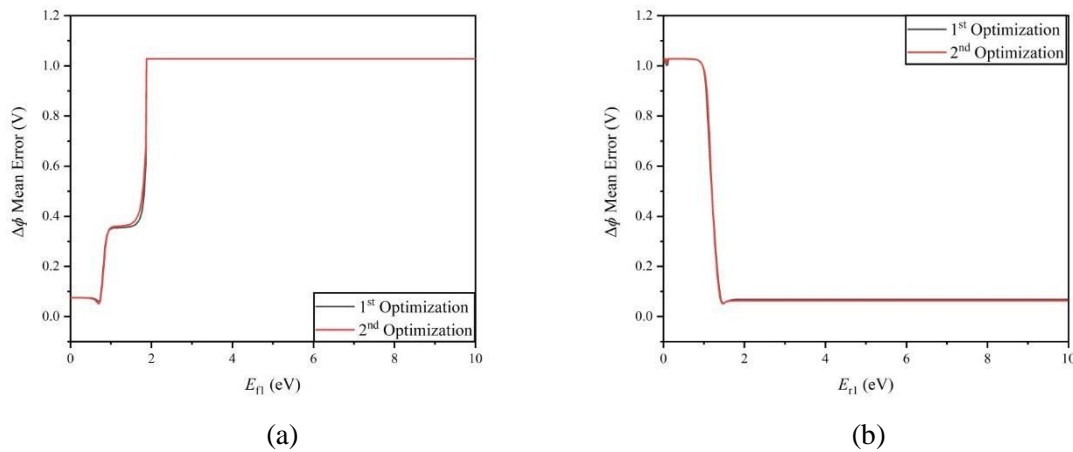 1.2
1.0
0.8
0.6
0.4
0.2
0.0
Δϕ Mean Error (V)
0 2 4 6 8 10
E_f1 (eV)
1st Optimization
2nd Optimization
(a)
1.2
1.0
0.8
0.6
0.4
0.2
0.0
Δϕ Mean Error (V)
0 2 4 6 8 10
E_r1 (eV)
1st Optimization
2nd Optimization
(b)